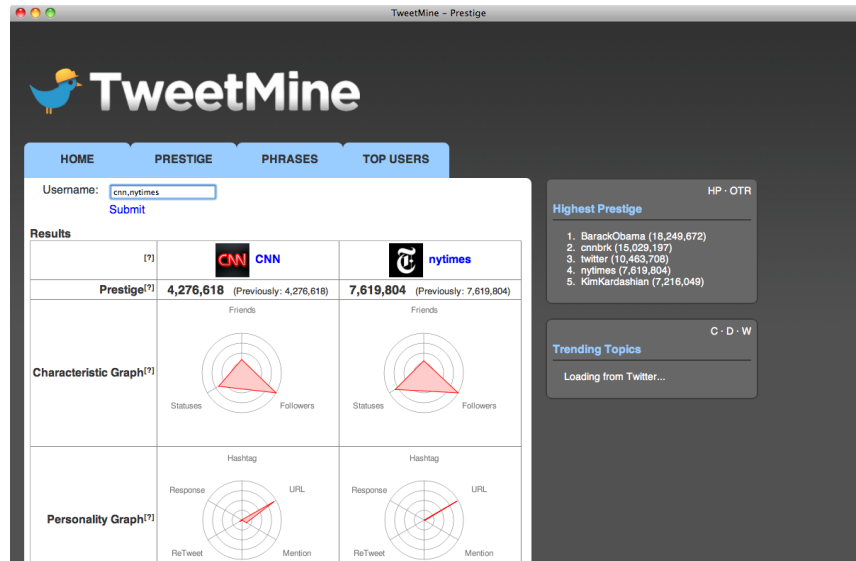 TweetMine – Prestige
TweetMine
HOME PRESTIGE PHRASES TOP USERS
Username: cnn,nytimes
Submit
Results
[?] CNN CNN nytimes
Prestige[?] 4,276,618 (Previously: 4,276,618) 7,619,804 (Previously: 7,619,804)
Characteristic Graph[?]
Friends
Statuses Followers
Friends
Statuses Followers
Personality Graph[?]
Hashtag
Response URL
ReTweet Mention
Hashtag
Response URL
ReTweet Mention
HP · OTR
Highest Prestige
1. BarackObama (18,249,672)
2. cnnbrk (15,029,197)
3. twitter (10,463,708)
4. nytimes (7,619,804)
5. KimKardashian (7,216,049)
C · D · W
Trending Topics
Loading from Twitter...